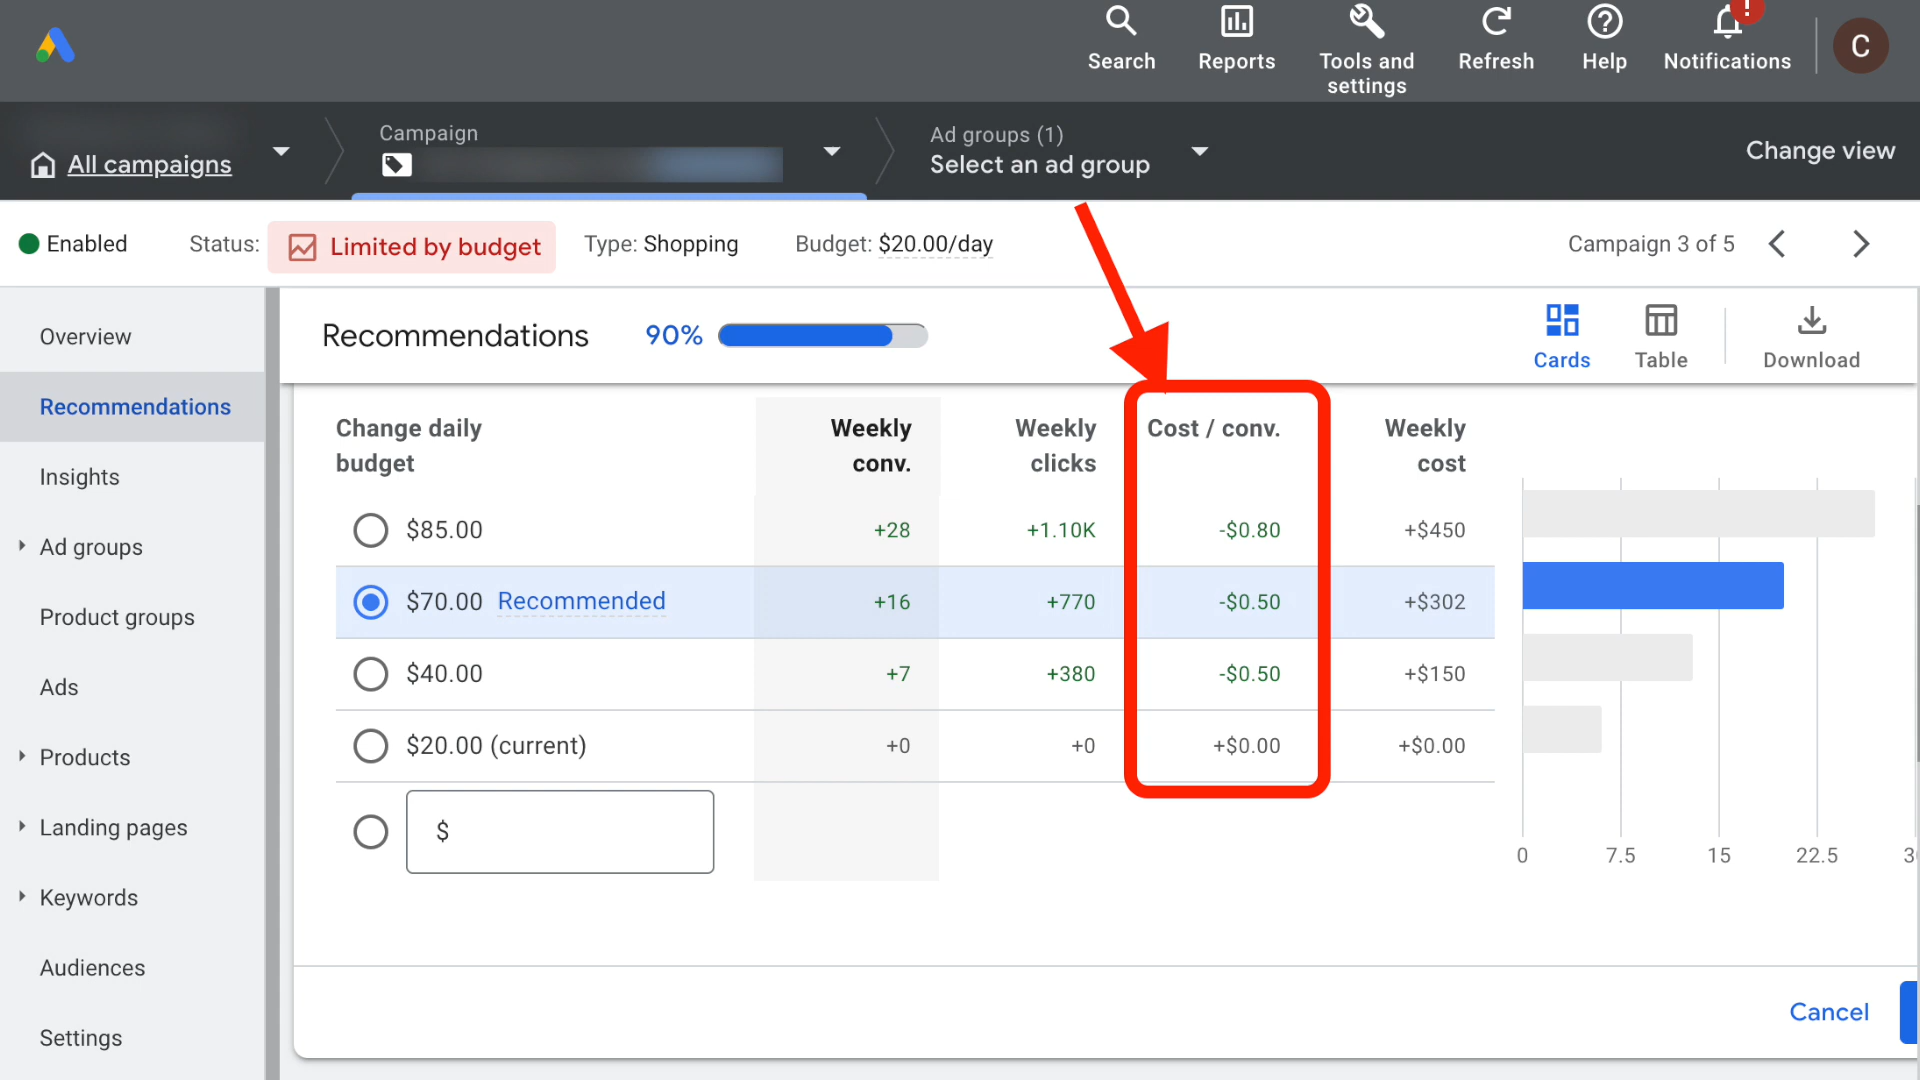 Search
Reports
Tools and
settings
Refresh
Help
!
Notifications
C
All campaigns
Campaign
Ad groups (1)
Select an ad group
Change view
Enabled
Status: Limited by budget
Type: Shopping
Budget: $20.00/day
Campaign 3 of 5
Overview
Recommendations
Insights
Ad groups
Product groups
Ads
Products
Landing pages
Keywords
Audiences
Settings
Recommendations 90%
Cards
Table
Download
Change daily
budget
Weekly
conv.
Weekly
clicks
Cost / conv.
Weekly
cost
$85.00 +28 +1.10K -$0.80 +$450
$70.00 Recommended +16 +770 -$0.50 +$302
$40.00 +7 +380 -$0.50 +$150
$20.00 (current) +0 +0 +$0.00 +$0.00
$
0 7.5 15 22.5
Cancel